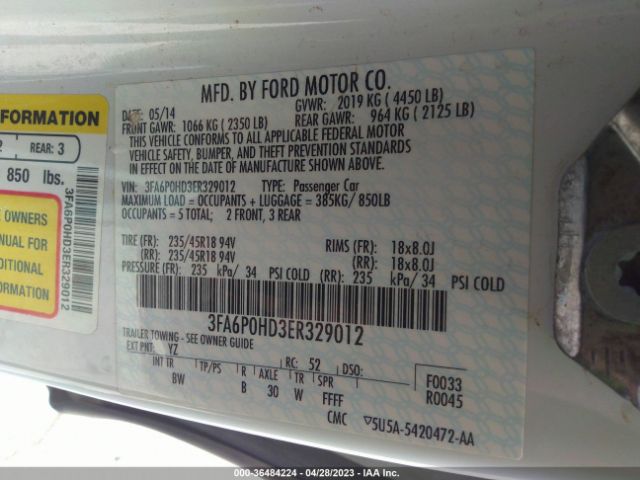 MFD. BY FORD MOTOR CO.
DATE: 05/14 GVWR: 2019 KG ( 4450 LB)
FRONT GAWR: 1066 KG ( 2350 LB) REAR GAWR: 964 KG ( 2125 LB)
THIS VEHICLE CONFORMS TO ALL APPLICABLE FEDERAL MOTOR
VEHICLE SAFETY, BUMPER, AND THEFT PREVENTION STANDARDS
IN EFFECT ON THE DATE OF MANUFACTURE SHOWN ABOVE.
VIN: 3FA6P0HD3ER329012 TYPE: Passenger Car
MAXIMUM LOAD = OCCUPANTS + LUGGAGE = 385KG/ 850LB
OCCUPANTS = 5 TOTAL; 2 FRONT, 3 REAR
TIRE (FR): 235/45R18 94V RIMS (FR): 18x8.0J
(RR): 235/45R18 94V (RR): 18x8.0J
PRESSURE (FR): 235 kPa/ 34 PSI COLD (RR): 235 kPa/ 34 PSI COLD
3FA6P0HD3ER329012
TRAILER TOWING - SEE OWNER GUIDE
EXT PNT: YZ RC: 52 DSO:
INT TR TP/PS R AXLE TR SPR
BW B 30 W FFFF
F0033
R0045
CMC ▽5U5A-5420472-AA
FORMATION
2 REAR: 3
850 lbs.
OWNERS
NUAL FOR
DDITIONAL
ORMATION
3FA6P0HD3ER329012
000-36484224 - 04/28/2023 - IAA Inc.